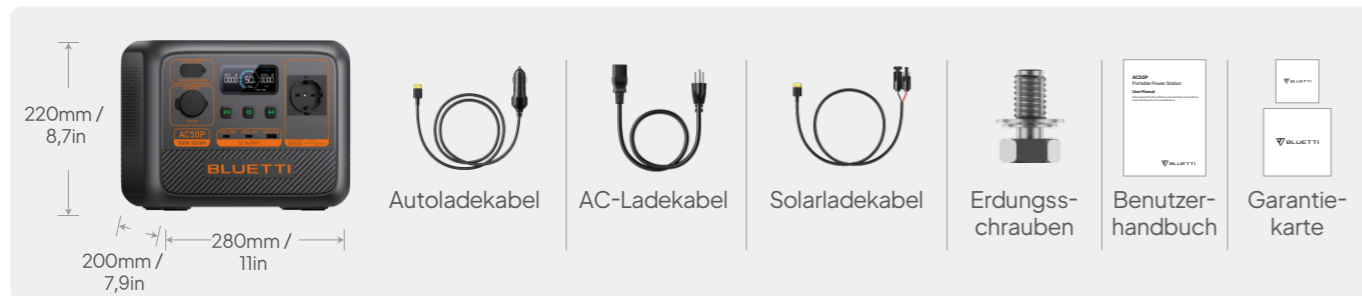 220mm /
8,7in
200mm /
7,9in
280mm /
11in
AC50P
BLUETTI
Autoladekabel
AC-Ladekabel
Solarladekabel
Erdungss-
schrauben
AC50P
Portable Power Station
User Manual
BLUETTI
Benutzer-
handbuch
BLUETTI
BLUETTI
Garantie-
karte